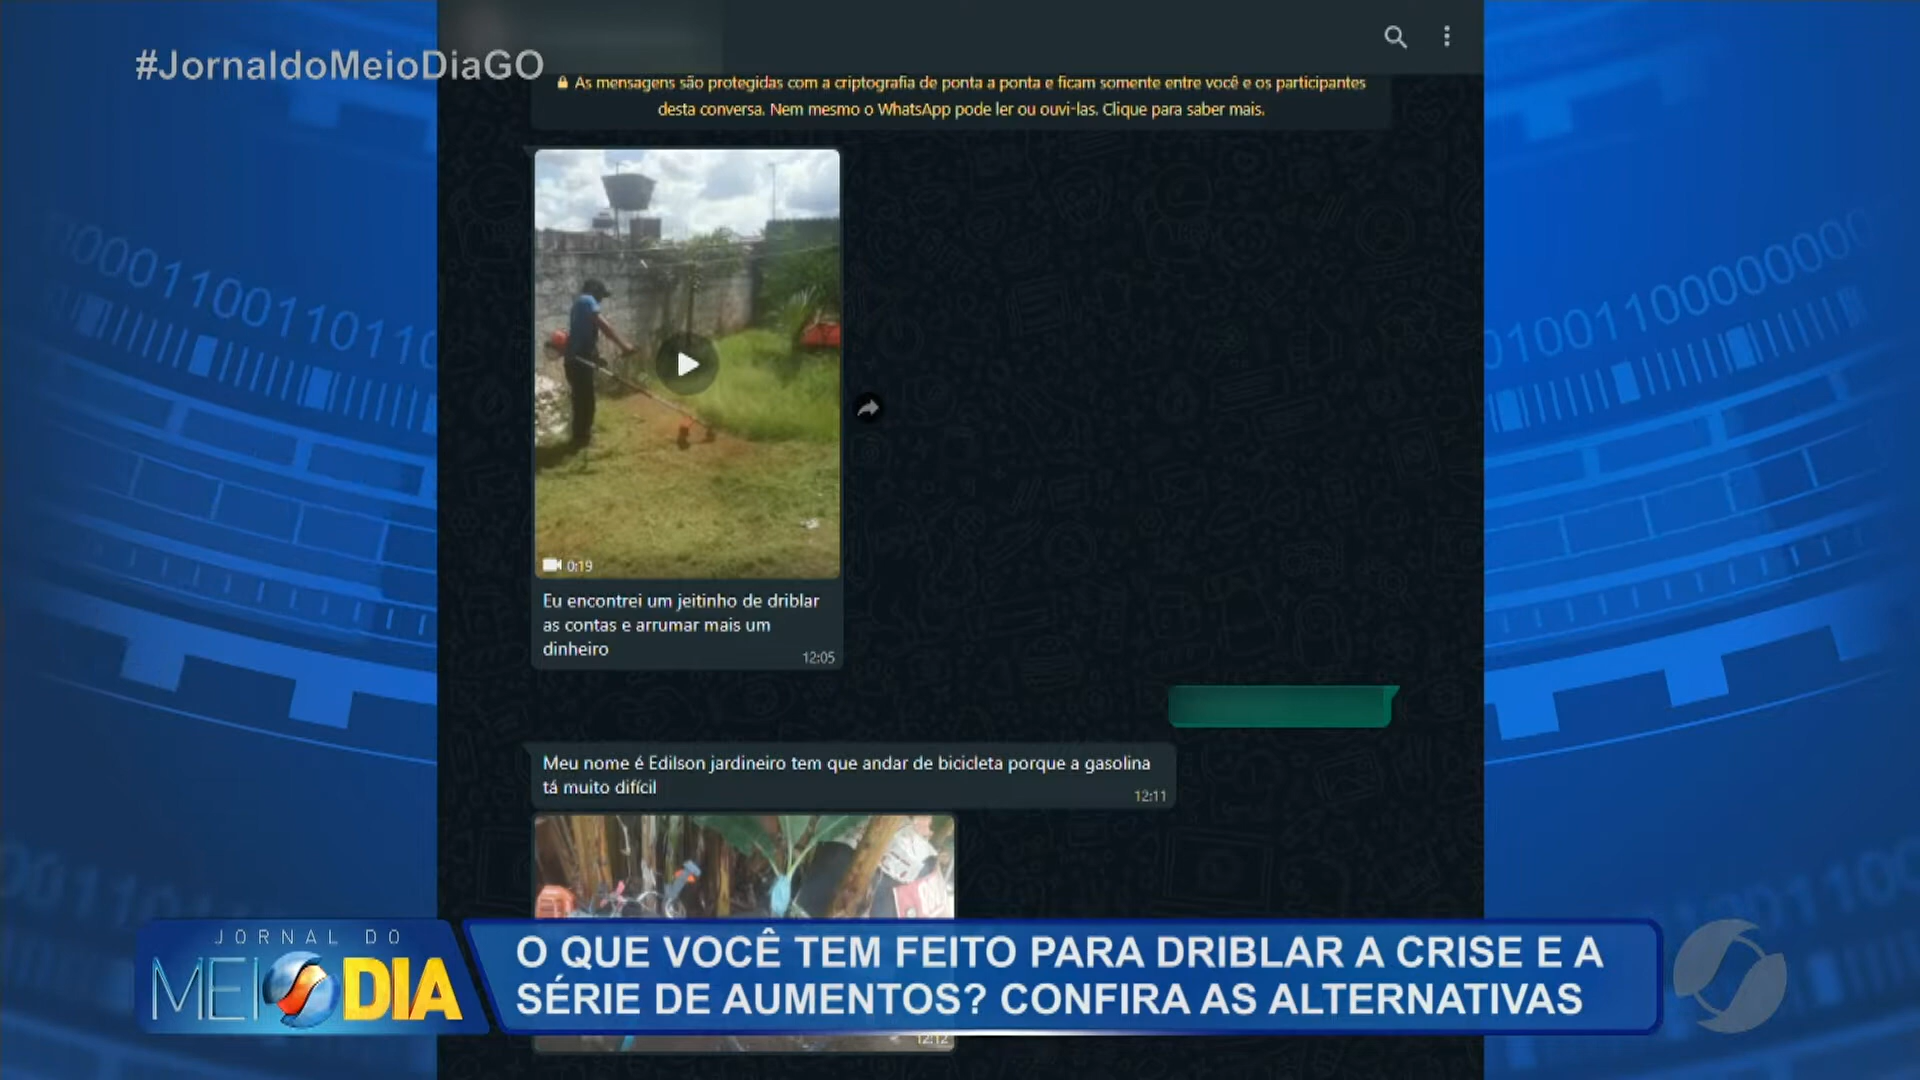 #JornaldoMeioDiaGO
As mensagens são protegidas com a criptografia de ponta a ponta e ficam somente entre você e os participantes
desta conversa. Nem mesmo o WhatsApp pode ler ou ouvi-las. Clique para saber mais.
0:19
Eu encontrei um jeitinho de driblar
as contas e arrumar mais um
dinheiro
12:05
Meu nome é Edilson jardineiro tem que andar de bicicleta porque a gasolina
tá muito difícil
12:11
JORNAL DO
MEIO DIA
O QUE VOCÊ TEM FEITO PARA DRIBLAR A CRISE E A
SÉRIE DE AUMENTOS? CONFIRA AS ALTERNATIVAS
12:12